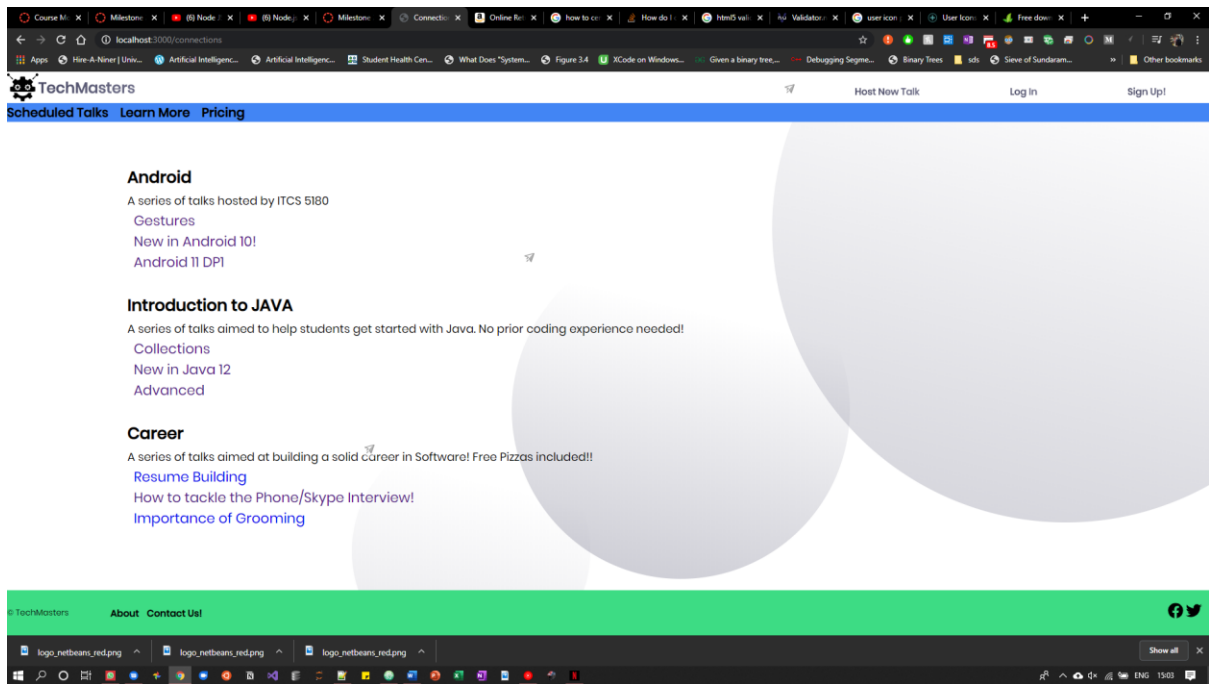 Course Mo Milestone (6) Node (6) Node.js Milestone Connectio Online Ret how to cen How do I html5 vali Validator. user icon User Icons Free down
localhost:3000/connections
Apps Hire-A-Niner | Univ... Artificial Intelligenc... Artificial Intelligenc... Student Health Cen... What Does "System... Figure 3.4 XCode on Windows... Given a binary tree,... Debugging Segme... Binary Trees sds Sieve of Sundaram... » Other bookmarks
TechMasters Host New Talk Log In Sign Up!
Scheduled Talks Learn More Pricing
Android
A series of talks hosted by ITCS 5180
Gestures
New in Android 10!
Android 11 DP1
Introduction to JAVA
A series of talks aimed to help students get started with Java. No prior coding experience needed!
Collections
New in Java 12
Advanced
Career
A series of talks aimed at building a solid career in Software! Free Pizzas included!!
Resume Building
How to tackle the Phone/Skype Interview!
Importance of Grooming
© TechMasters About Contact Us!
logo_netbeans_red.png logo_netbeans_red.png logo_netbeans_red.png Show all
ENG 15:03